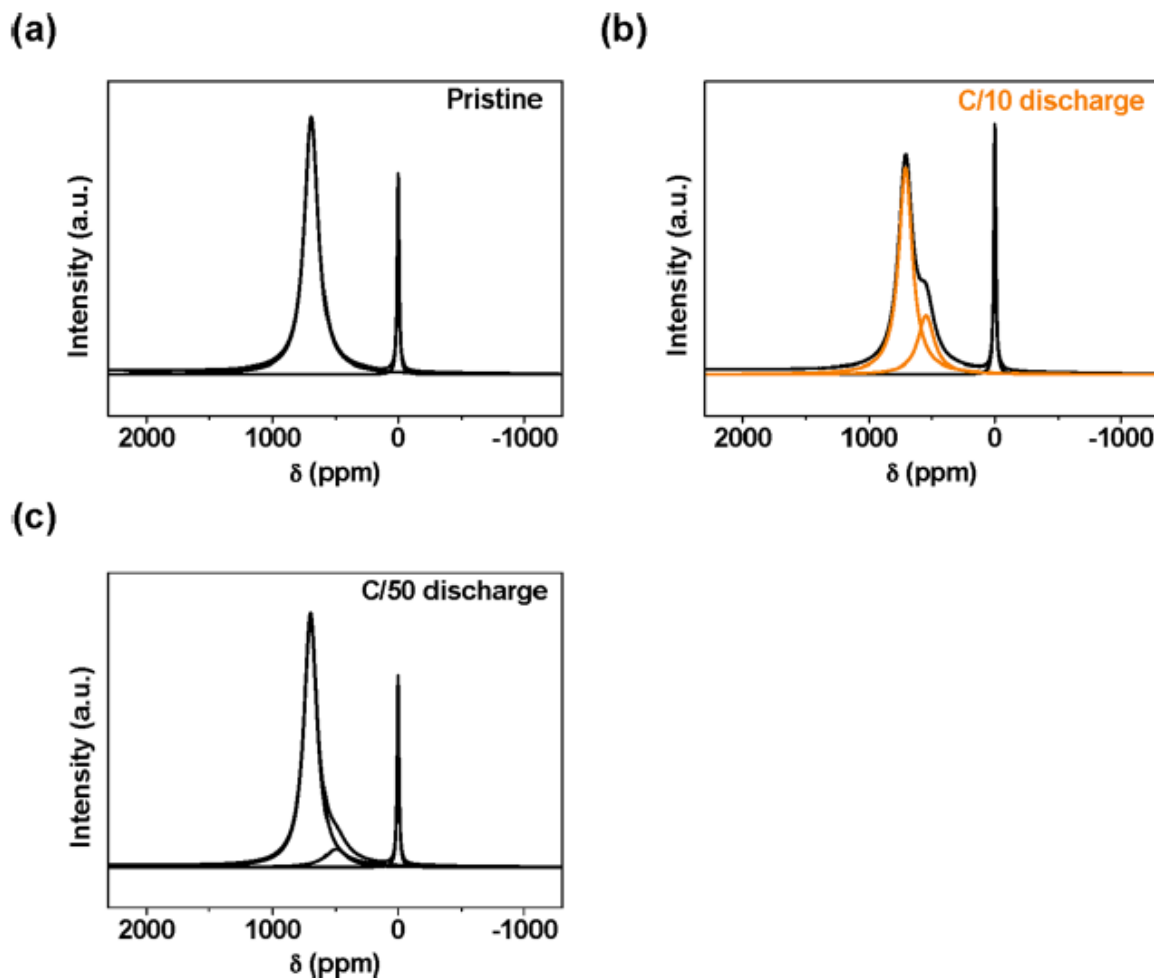 (a)
Pristine
Intensity (a.u.)
2000 1000 0 -1000
δ (ppm)
(b)
C/10 discharge
Intensity (a.u.)
2000 1000 0 -1000
δ (ppm)
(c)
C/50 discharge
Intensity (a.u.)
2000 1000 0 -1000
δ (ppm)